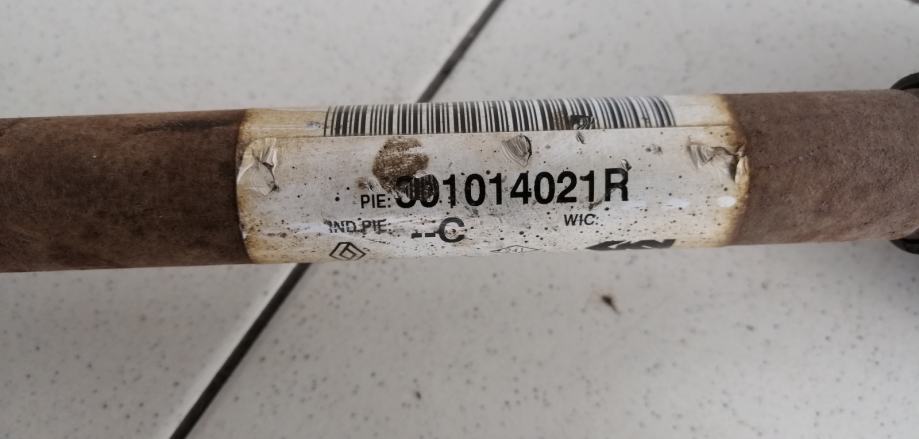 PIE: 391014021R
IND.PIE: --C WIC: